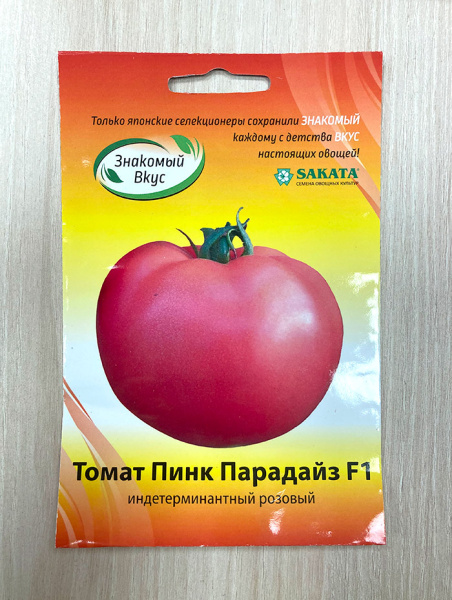 Только японские селекционеры сохранили ЗНАКОМЫЙ
каждому с детства ВКУС
настоящих овощей!
Знакомый
Вкус
SAKATA®
СЕМЕНА ОВОЩНЫХ КУЛЬТУР
Томат Пинк Парадайз F1
индетерминантный розовый